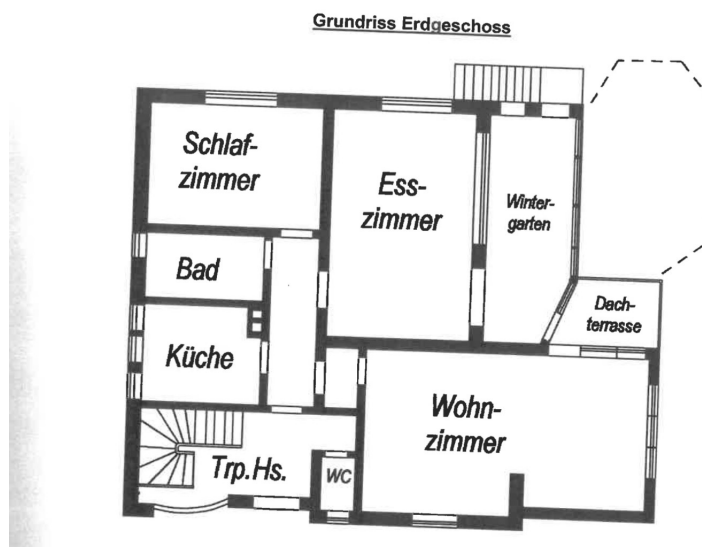 Grundriss Erdgeschoss
Schlaf-
zimmer
Ess-
zimmer
Winter-
garten
Bad
Dach-
terrasse
Küche
Wohn-
zimmer
Trp.Hs.
WC